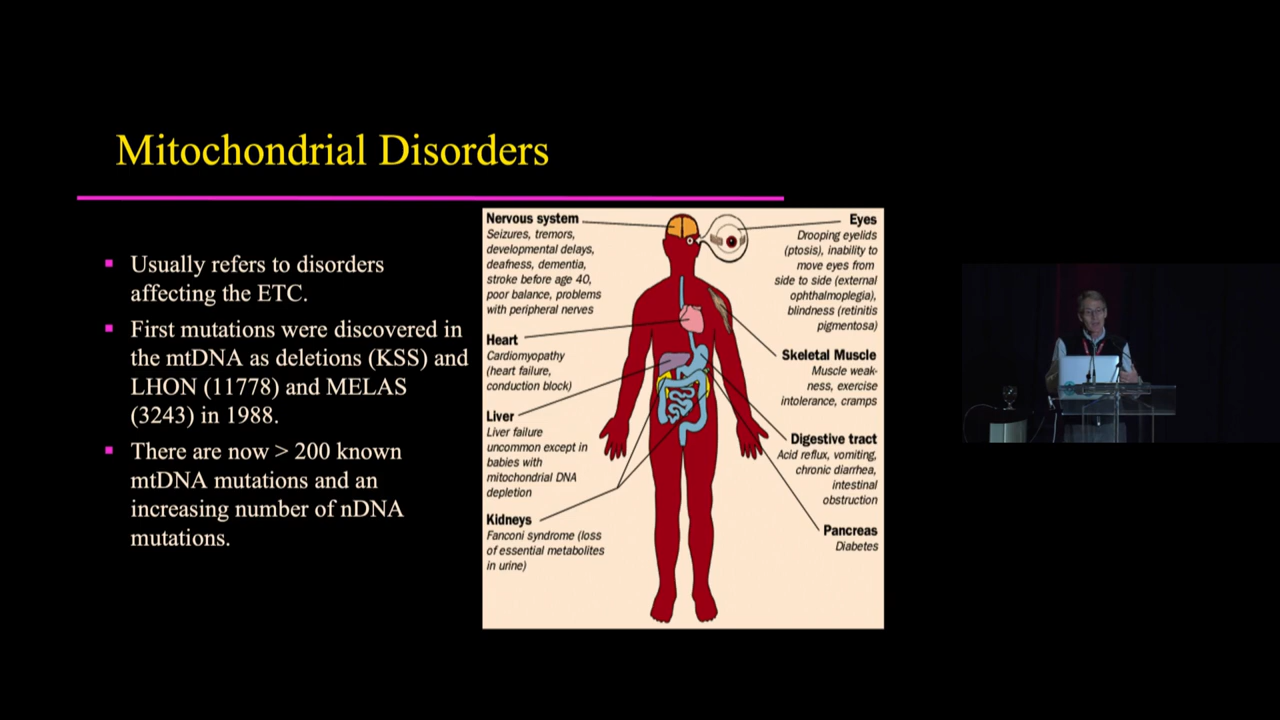 Mitochondrial Disorders
Usually refers to disorders
affecting the ETC.
First mutations were discovered in
the mtDNA as deletions (KSS) and
LHON (11778) and MELAS
(3243) in 1988.
There are now > 200 known
mtDNA mutations and an
increasing number of nDNA
mutations.
Nervous system
Seizures, tremors,
developmental delays,
deafness, dementia,
stroke before age 40,
poor balance, problems
with peripheral nerves
Heart
Cardiomyopathy
(heart failure,
conduction block)
Liver
Liver failure
uncommon except in
babies with
mitochondrial DNA
depletion
Kidneys
Fanconi syndrome (loss
of essential metabolites
in urine)
Eyes
Drooping eyelids
(ptosis), inability to
move eyes from
side to side (external
ophthalmoplegia),
blindness (retinitis
pigmentosa)
Skeletal Muscle
Muscle weak-
ness, exercise
intolerance, cramps
Digestive tract
Acid reflux, vomiting,
chronic diarrhea,
intestinal
obstruction
Pancreas
Diabetes